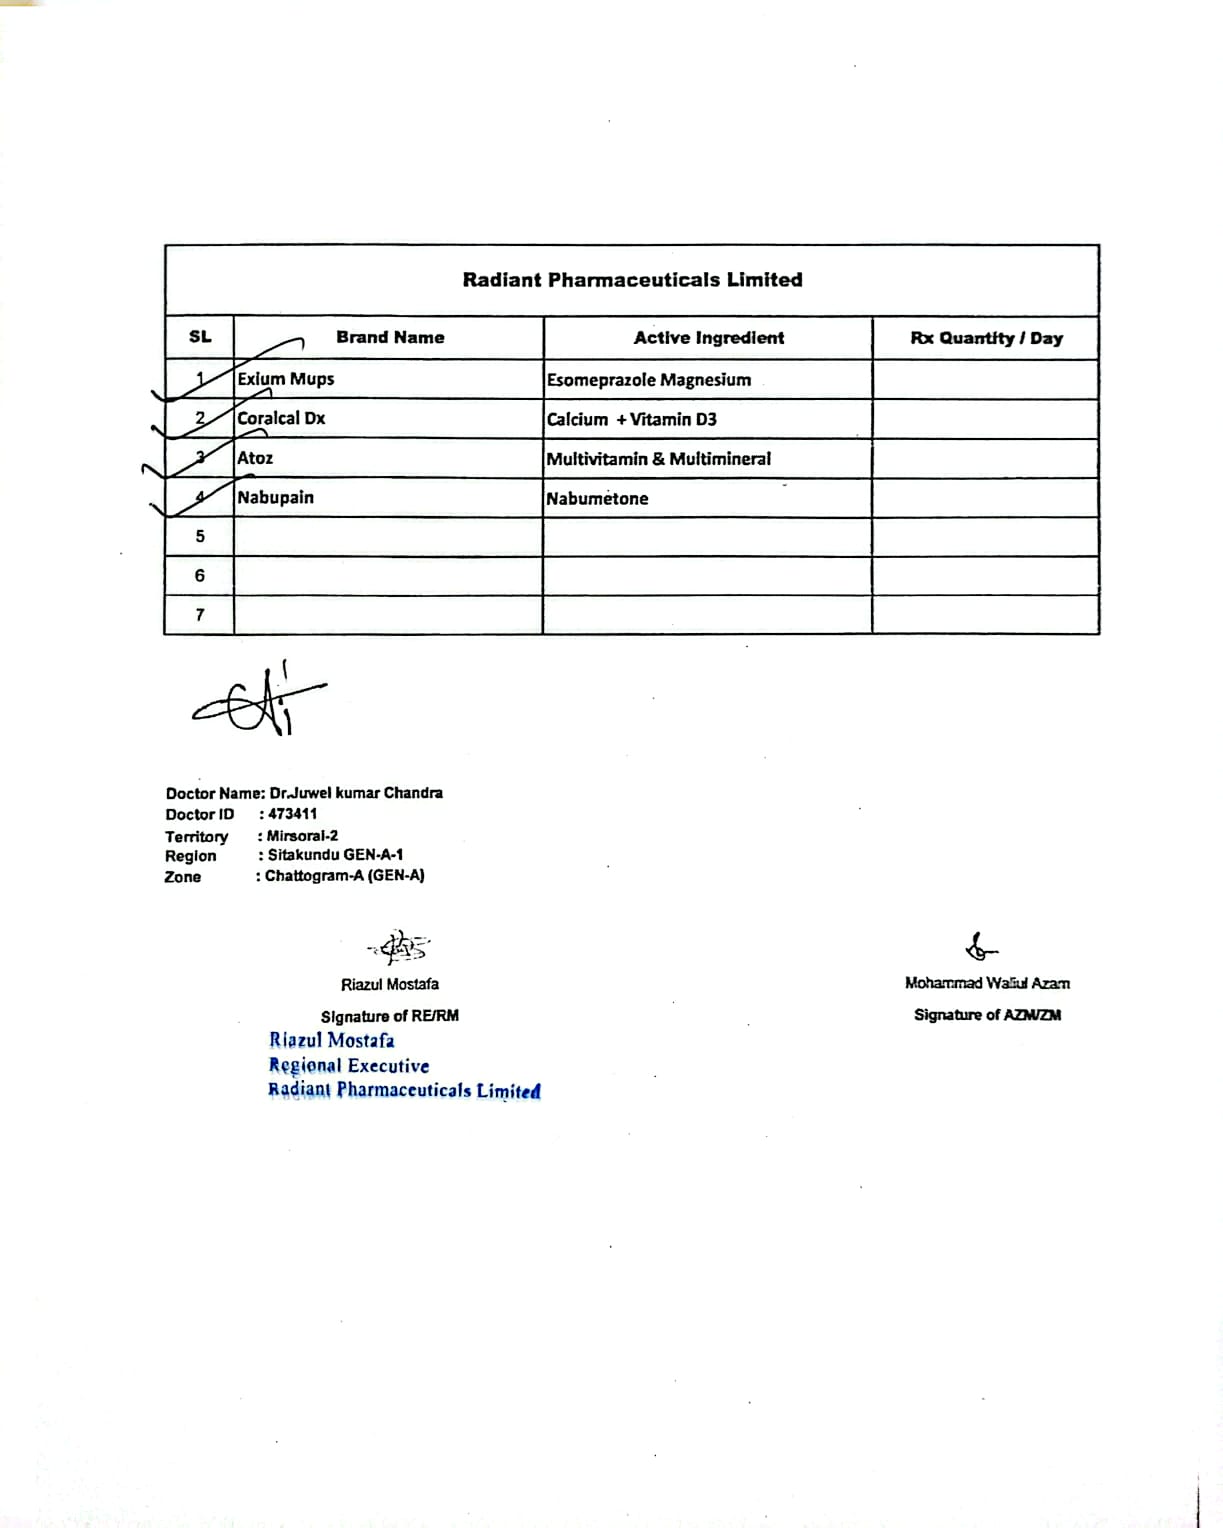 Radiant Pharmaceuticals Limited
SL Brand Name Active Ingredient Rx Quantity / Day
1 Exium Mups Esomeprazole Magnesium
2 Coralcal Dx Calcium + Vitamin D3
3 Atoz Multivitamin & Multimineral
4 Nabupain Nabumetone
5
6
7
Doctor Name: Dr.Juwel kumar Chandra
Doctor ID : 473411
Territory : Mirsorai-2
Region : Sitakundu GEN-A-1
Zone : Chattogram-A (GEN-A)
Riazul Mostafa Mohammad Waliul Azam
Signature of RE/RM Signature of AZM/ZM
Riazul Mostafa
Regional Executive
Radiant Pharmaceuticals Limited